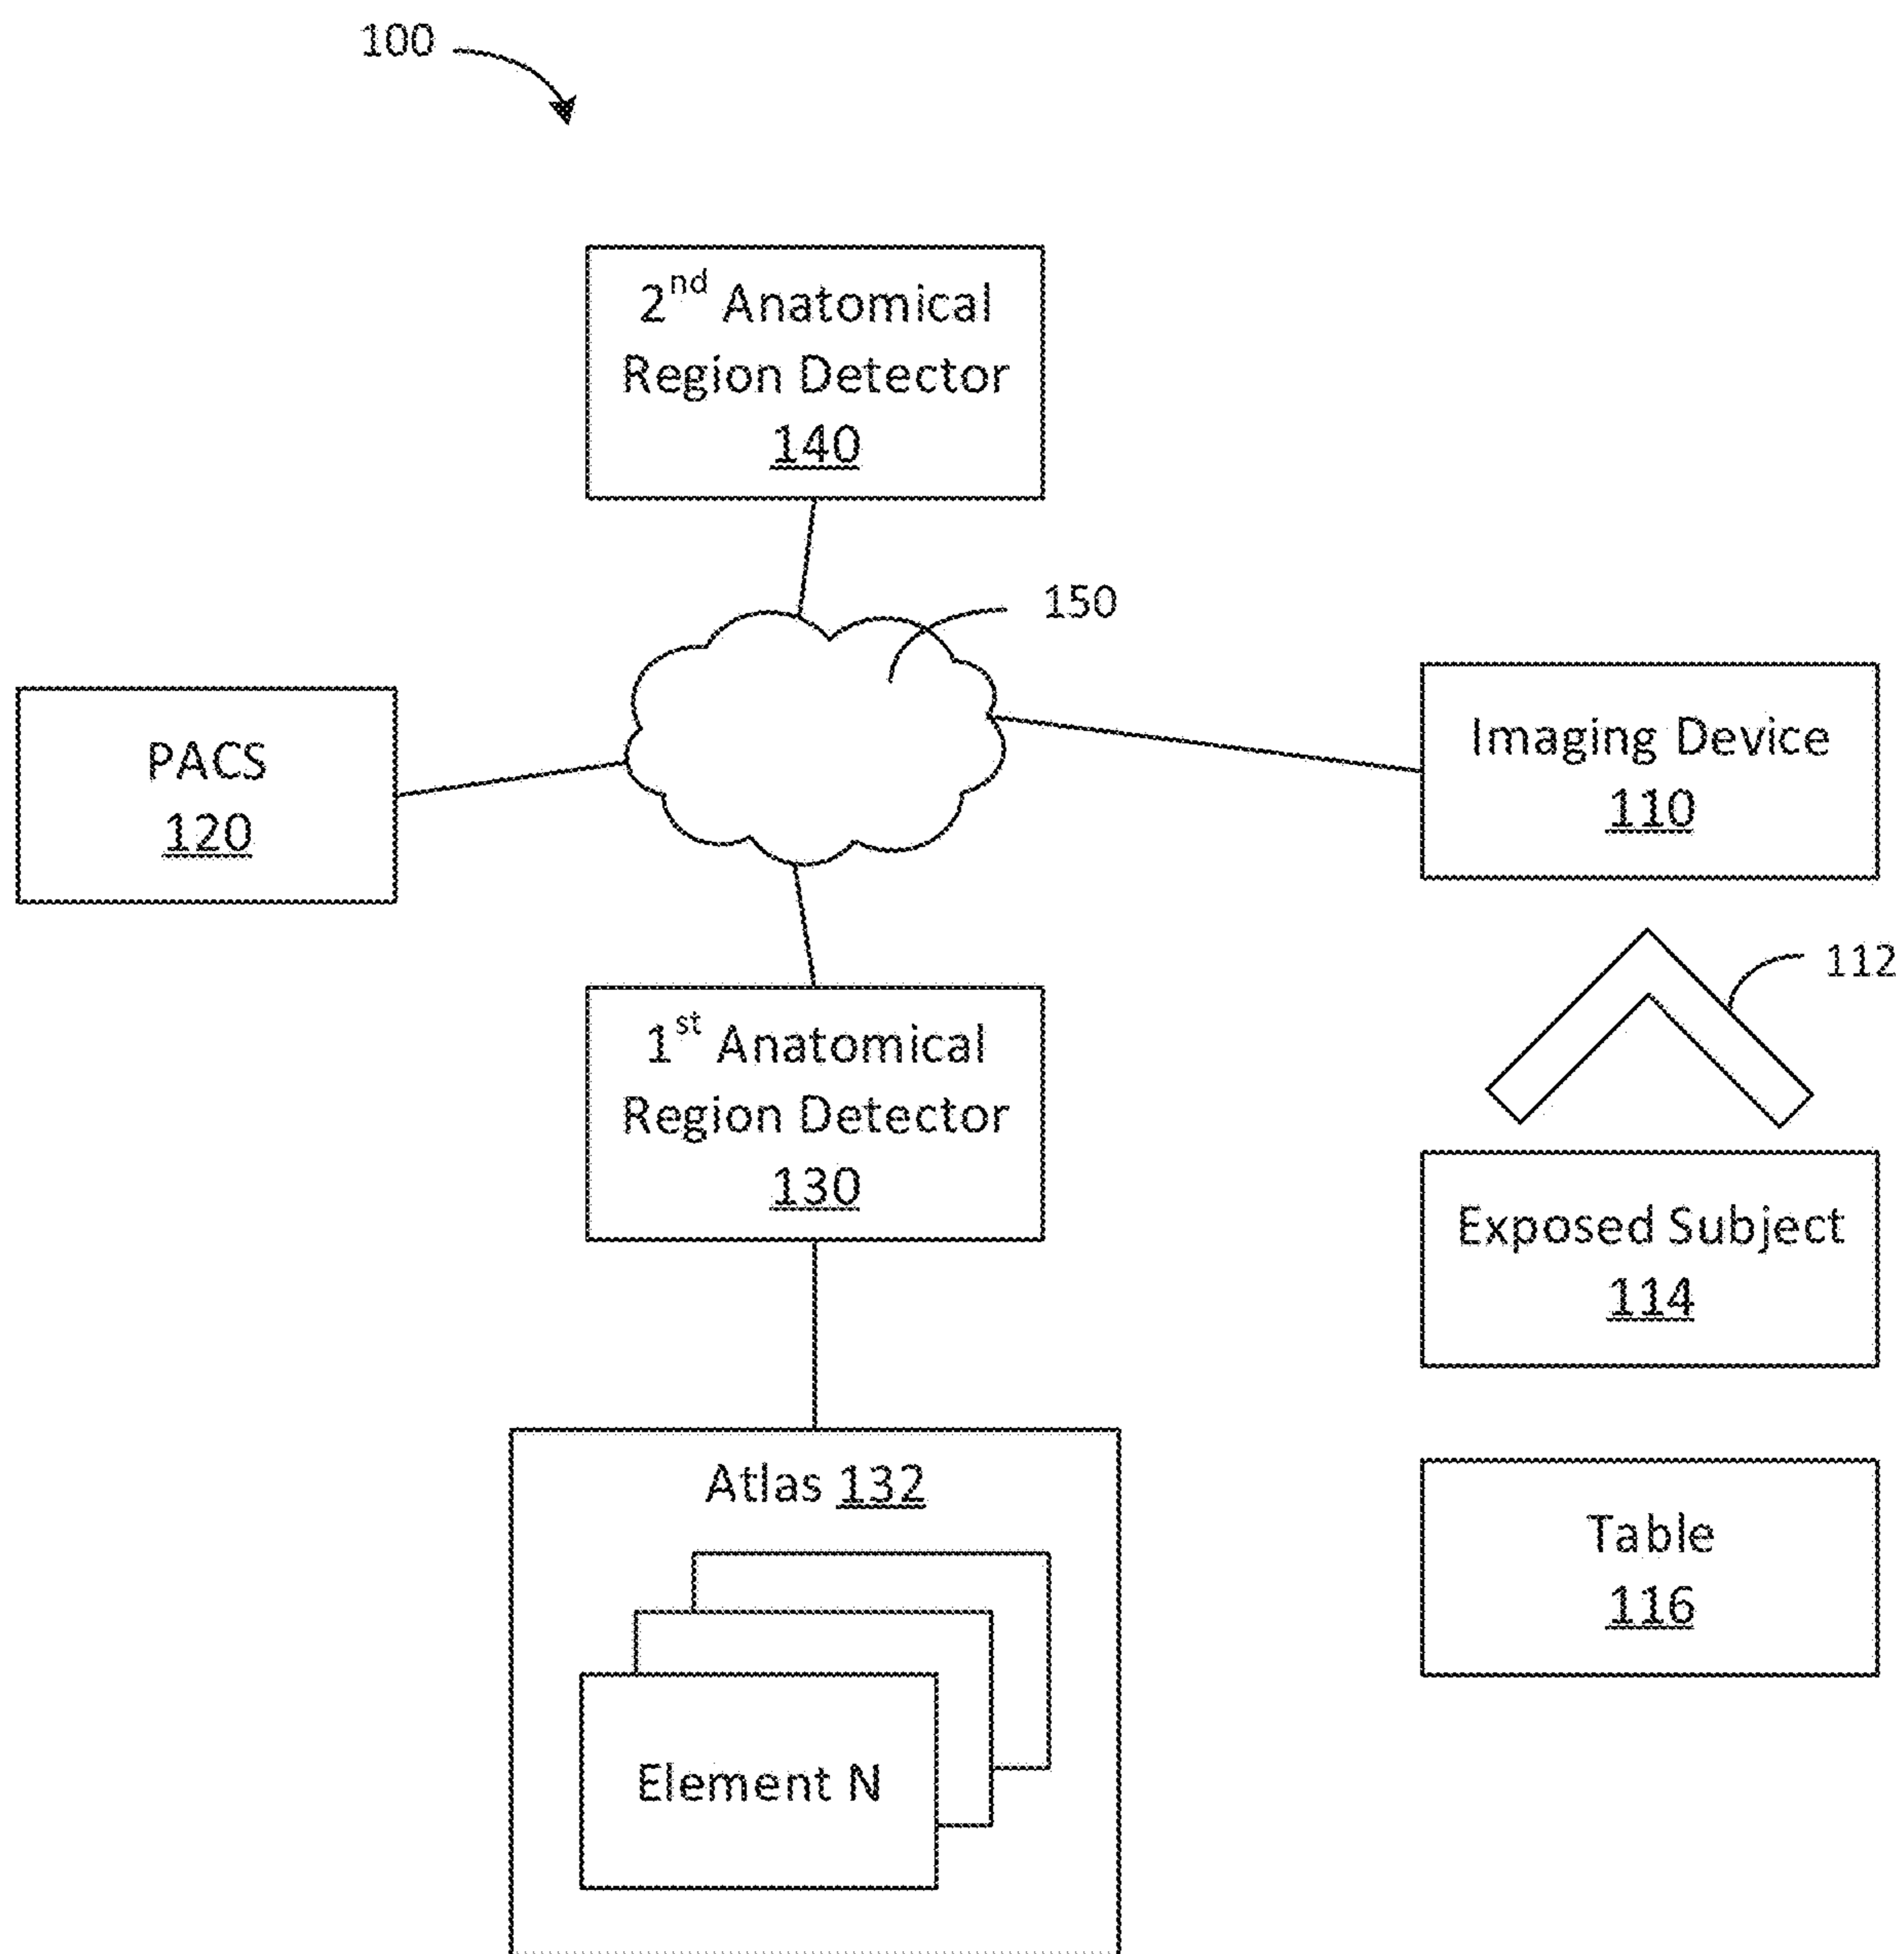 100
2nd Anatomical
Region Detector
140
150
PACS
120
Imaging Device
110
112
1st Anatomical
Region Detector
130
Exposed Subject
114
Atlas 132
Element N
Table
116